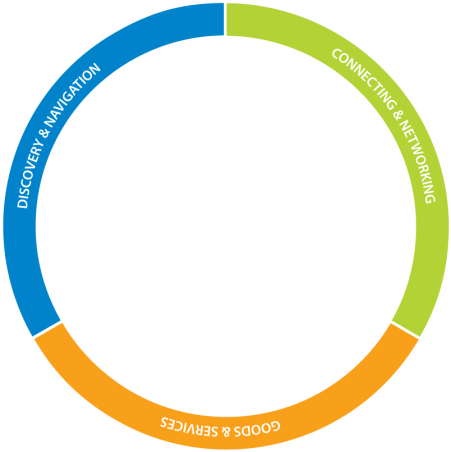 CONNECTING & NETWORKING
GOODS & SERVICES
DISCOVERY & NAVIGATION